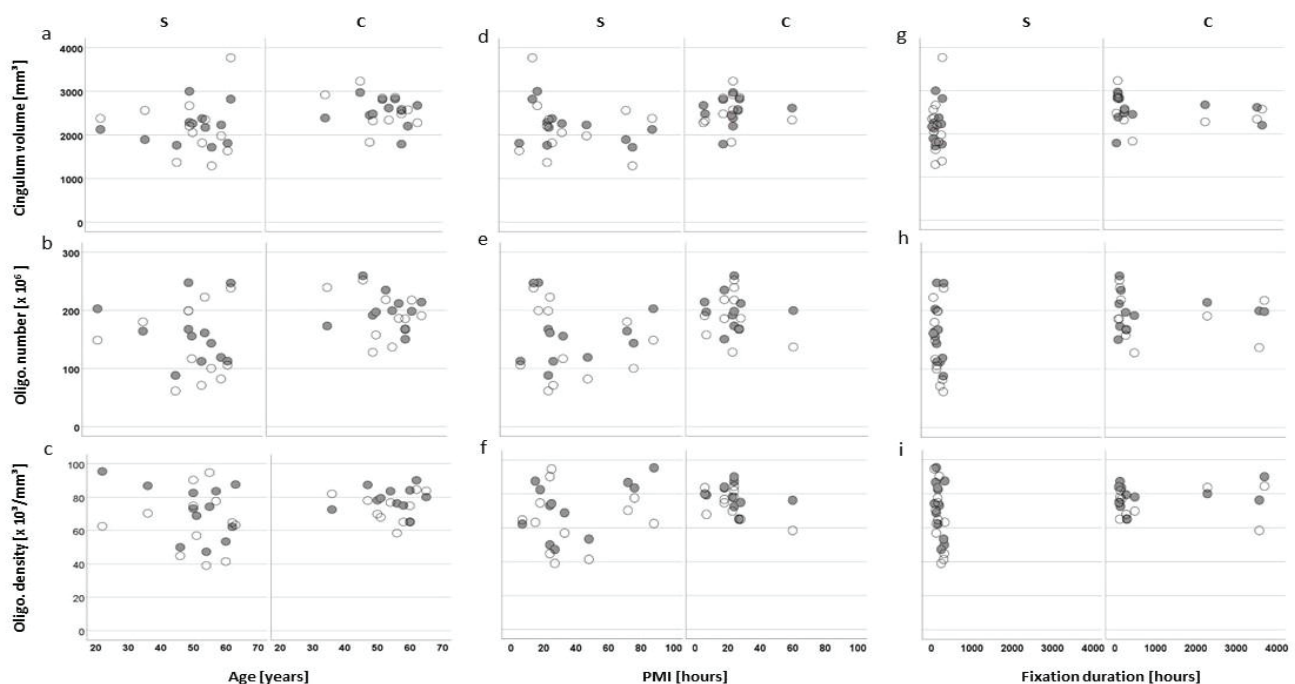 S C S C S C
a d g
Cingulum volume [mm³]
4000
3000
2000
1000
0
b e h
Oligo. number [x 10⁶ ]
300
200
100
0
c f i
Oligo. density [x 10³/mm³]
100
80
60
40
20
0
20 30 40 50 60 70 20 30 40 50 60 70 0 20 40 60 80 100 0 20 40 60 80 100 0 1000 2000 3000 4000 0 1000 2000 3000 4000
Age [years] PMI [hours] Fixation duration [hours]